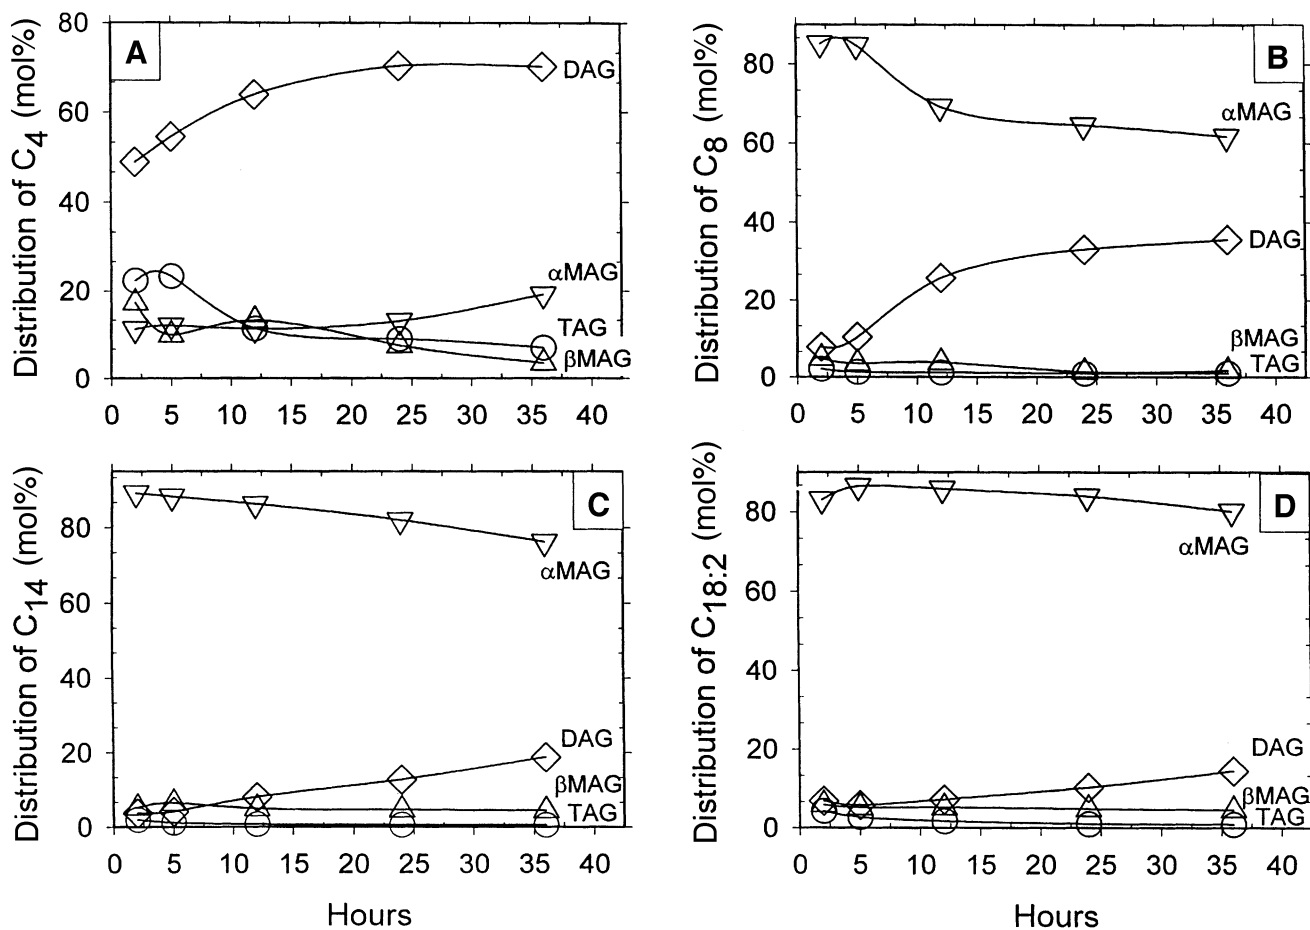 A
Distribution of C4 (mol%)
80
60
40
20
0
DAG
αMAG
TAG
βMAG
0 5 10 15 20 25 30 35 40
B
Distribution of C8 (mol%)
80
60
40
20
0
αMAG
DAG
βMAG
TAG
0 5 10 15 20 25 30 35 40
C
Distribution of C14 (mol%)
80
60
40
20
0
αMAG
DAG
βMAG
TAG
0 5 10 15 20 25 30 35 40
Hours
D
Distribution of C18:2 (mol%)
80
60
40
20
0
αMAG
DAG
βMAG
TAG
0 5 10 15 20 25 30 35 40
Hours